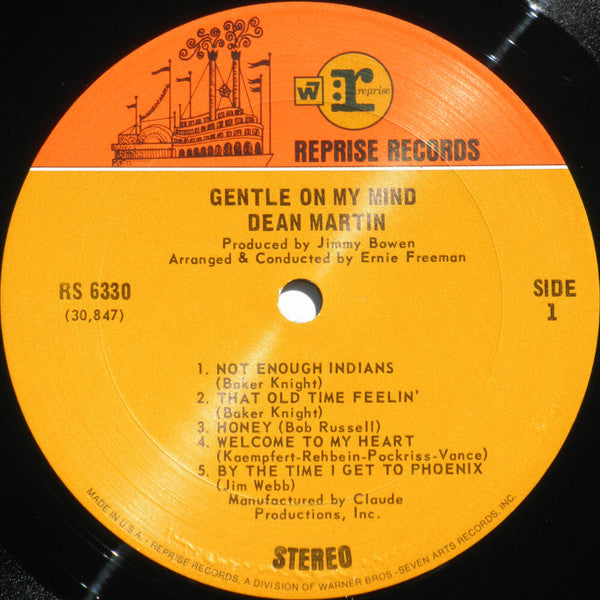 W7
r:
reprise
REPRISE RECORDS
GENTLE ON MY MIND
DEAN MARTIN
Produced by Jimmy Bowen
Arranged & Conducted by Ernie Freeman
RS 6330
(30,847)
SIDE
1
1. NOT ENOUGH INDIANS
(Baker Knight)
2. THAT OLD TIME FEELIN'
(Baker Knight)
3. HONEY (Bob Russell)
4. WELCOME TO MY HEART
(Kaempfert-Rehbein-Pockriss-Vance)
5. BY THE TIME I GET TO PHOENIX
(Jim Webb)
Manufactured by Claude
Productions, Inc.
STEREO
MADE IN U.S.A. - REPRISE RECORDS, A DIVISION OF WARNER BROS.-SEVEN ARTS RECORDS, INC.